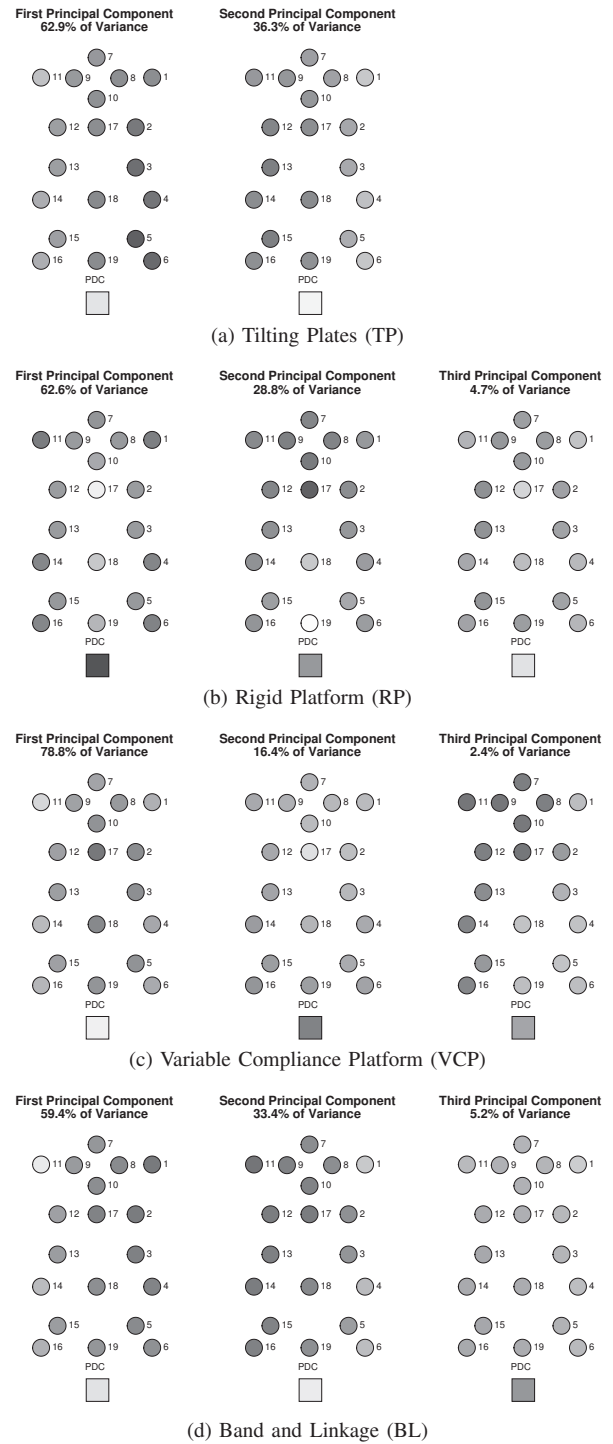 First Principal Component
62.9% of Variance
Second Principal Component
36.3% of Variance
7 7
11 9 8 1 11 9 8 1
10 10
12 17 2 12 17 2
13 3 13 3
14 18 4 14 18 4
15 5 15 5
16 19 6 16 19 6
PDC PDC
(a) Tilting Plates (TP)
First Principal Component
62.6% of Variance
Second Principal Component
28.8% of Variance
Third Principal Component
4.7% of Variance
7 7 7
11 9 8 1 11 9 8 1 11 9 8 1
10 10 10
12 17 2 12 17 2 12 17 2
13 3 13 3 13 3
14 18 4 14 18 4 14 18 4
15 5 15 5 15 5
16 19 6 16 19 6 16 19 6
PDC PDC PDC
(b) Rigid Platform (RP)
First Principal Component
78.8% of Variance
Second Principal Component
16.4% of Variance
Third Principal Component
2.4% of Variance
7 7 7
11 9 8 1 11 9 8 1 11 9 8 1
10 10 10
12 17 2 12 17 2 12 17 2
13 3 13 3 13 3
14 18 4 14 18 4 14 18 4
15 5 15 5 15 5
16 19 6 16 19 6 16 19 6
PDC PDC PDC
(c) Variable Compliance Platform (VCP)
First Principal Component
59.4% of Variance
Second Principal Component
33.4% of Variance
Third Principal Component
5.2% of Variance
7 7 7
11 9 8 1 11 9 8 1 11 9 8 1
10 10 10
12 17 2 12 17 2 12 17 2
13 3 13 3 13 3
14 18 4 14 18 4 14 18 4
15 5 15 5 15 5
16 19 6 16 19 6 16 19 6
PDC PDC PDC
(d) Band and Linkage (BL)